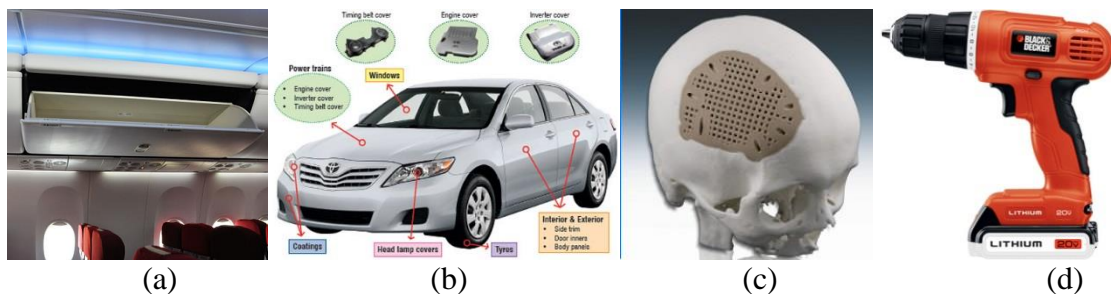 Timing belt cover
Engine cover
Inverter cover
Power trains
• Engine cover
• Inverter cover
• Timing belt cover
Windows
Coatings
Head lamp covers
Tyros
Interior & Exterior
• Side trim
• Door inners
• Body panels
BLACK&
DECKER
LITHIUM 20V
LITHIUM 20V
(a)
(b)
(c)
(d)